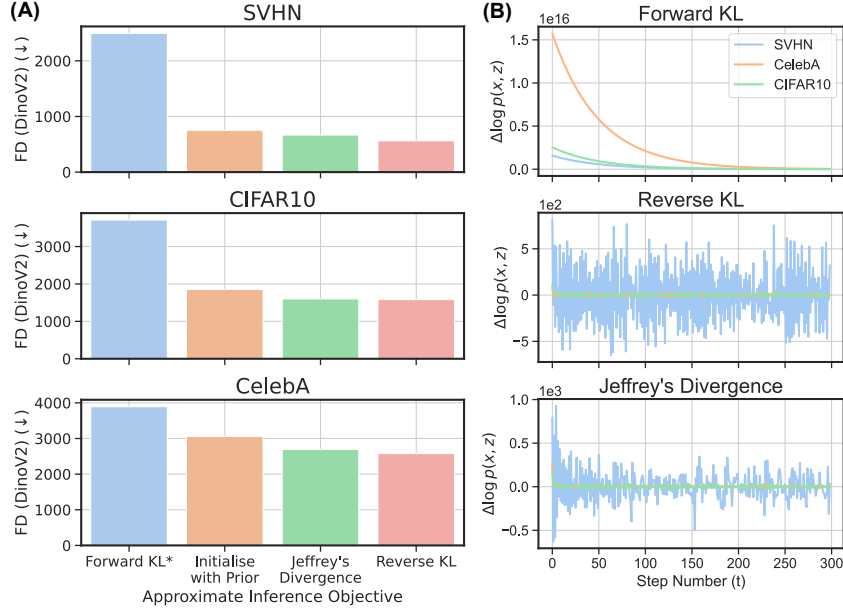 (A)
SVHN
FD (DinoV2) (↓)
2000
1000
0
CIFAR10
FD (DinoV2) (↓)
3000
2000
1000
0
CelebA
FD (DinoV2) (↓)
4000
3000
2000
1000
0
Forward KL*
Initialise
with Prior
Jeffrey's
Divergence
Reverse KL
Approximate Inference Objective
(B)
1e16
Forward KL
Δlog p(x, z)
1.5
1.0
0.5
0.0
SVHN
CelebA
CIFAR10
5e2
Reverse KL
Δlog p(x, z)
5
0
−5
1e3
Jeffrey's Divergence
Δlog p(x, z)
1.0
0.5
0.0
−0.5
0 50 100 150 200 250 300
Step Number (t)